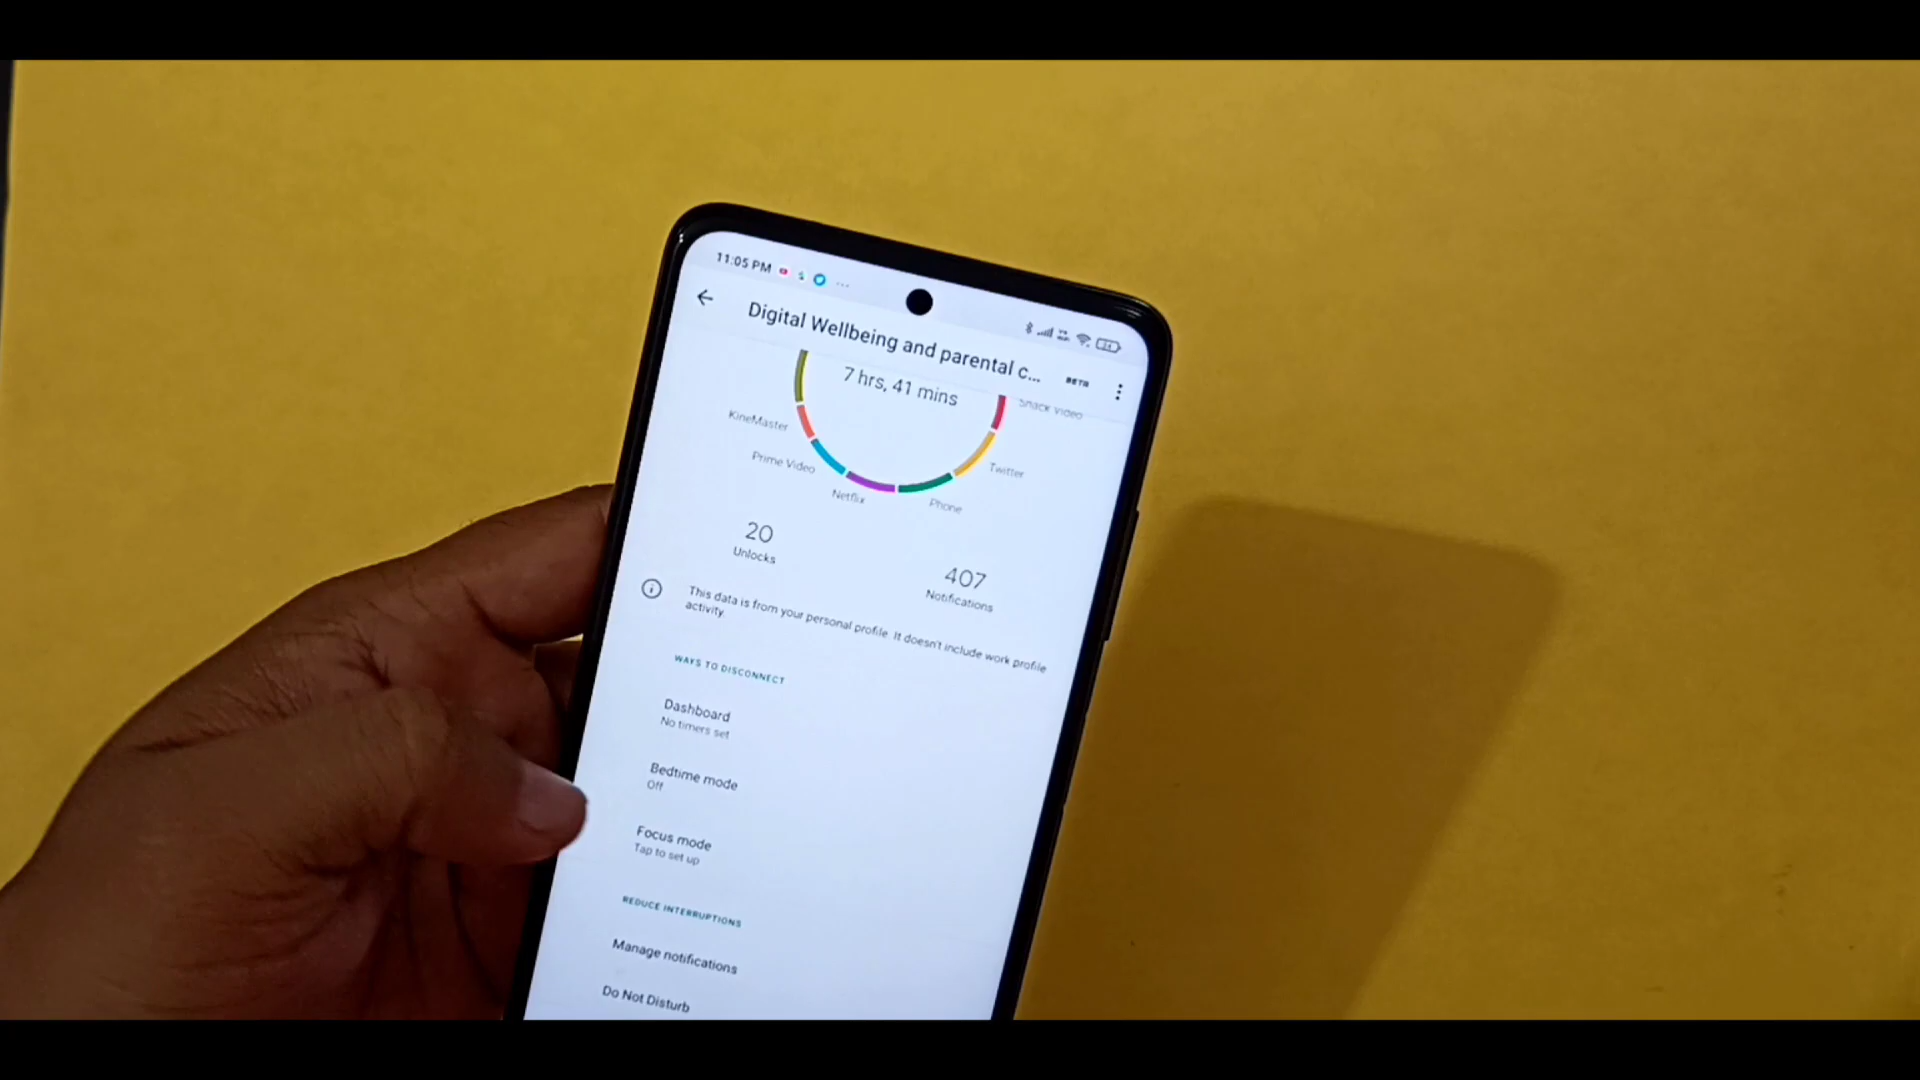 11:05 PM
Digital Wellbeing and parental c...
BETA
7 hrs, 41 mins
Snack Video
KineMaster
Twitter
Prime Video
Netflix
Phone
20
Unlocks
407
Notifications
This data is from your personal profile. It doesn't include work profile
activity.
WAYS TO DISCONNECT
Dashboard
No timers set
Bedtime mode
Off
Focus mode
Tap to set up
REDUCE INTERRUPTIONS
Manage notifications
Do Not Disturb